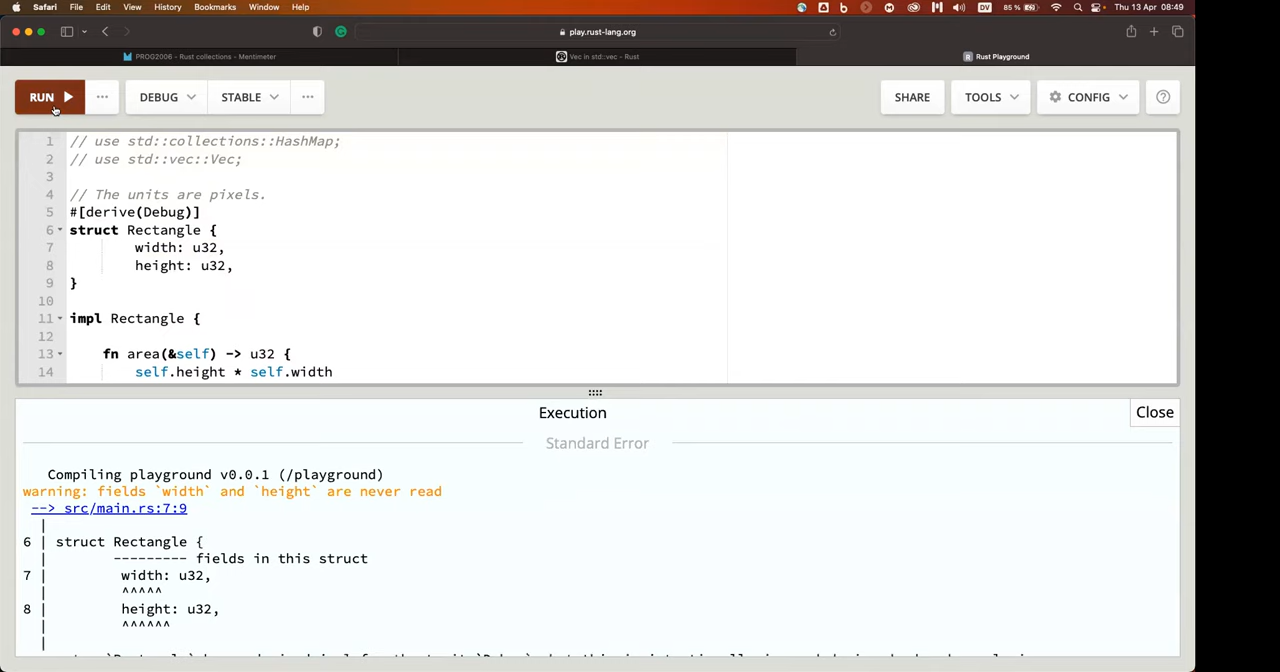 Safari File Edit View History Bookmarks Window Help DV 85 % Thu 13 Apr 08:49
play.rust-lang.org
PROG2006 - Rust collections - Mentimeter Vec in std::vec - Rust Rust Playground
RUN ... DEBUG STABLE ... SHARE TOOLS CONFIG
1 // use std::collections::HashMap;
2 // use std::vec::Vec;
3
4 // The units are pixels.
5 #[derive(Debug)]
6 struct Rectangle {
7 width: u32,
8 height: u32,
9 }
10
11 impl Rectangle {
12
13 fn area(&self) -> u32 {
14 self.height * self.width
Execution Close
Standard Error
Compiling playground v0.0.1 (/playground)
warning: fields `width` and `height` are never read
--> src/main.rs:7:9
|
6 | struct Rectangle {
| --------- fields in this struct
7 | width: u32,
| ^^^^^
8 | height: u32,
| ^^^^^^
|